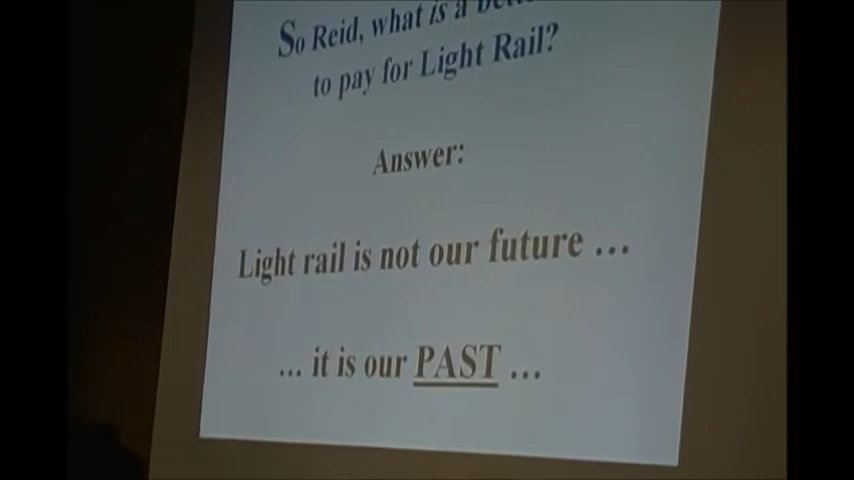 So Reid, what is a
to pay for Light Rail?
Answer:
Light rail is not our future ...
... it is our PAST ...